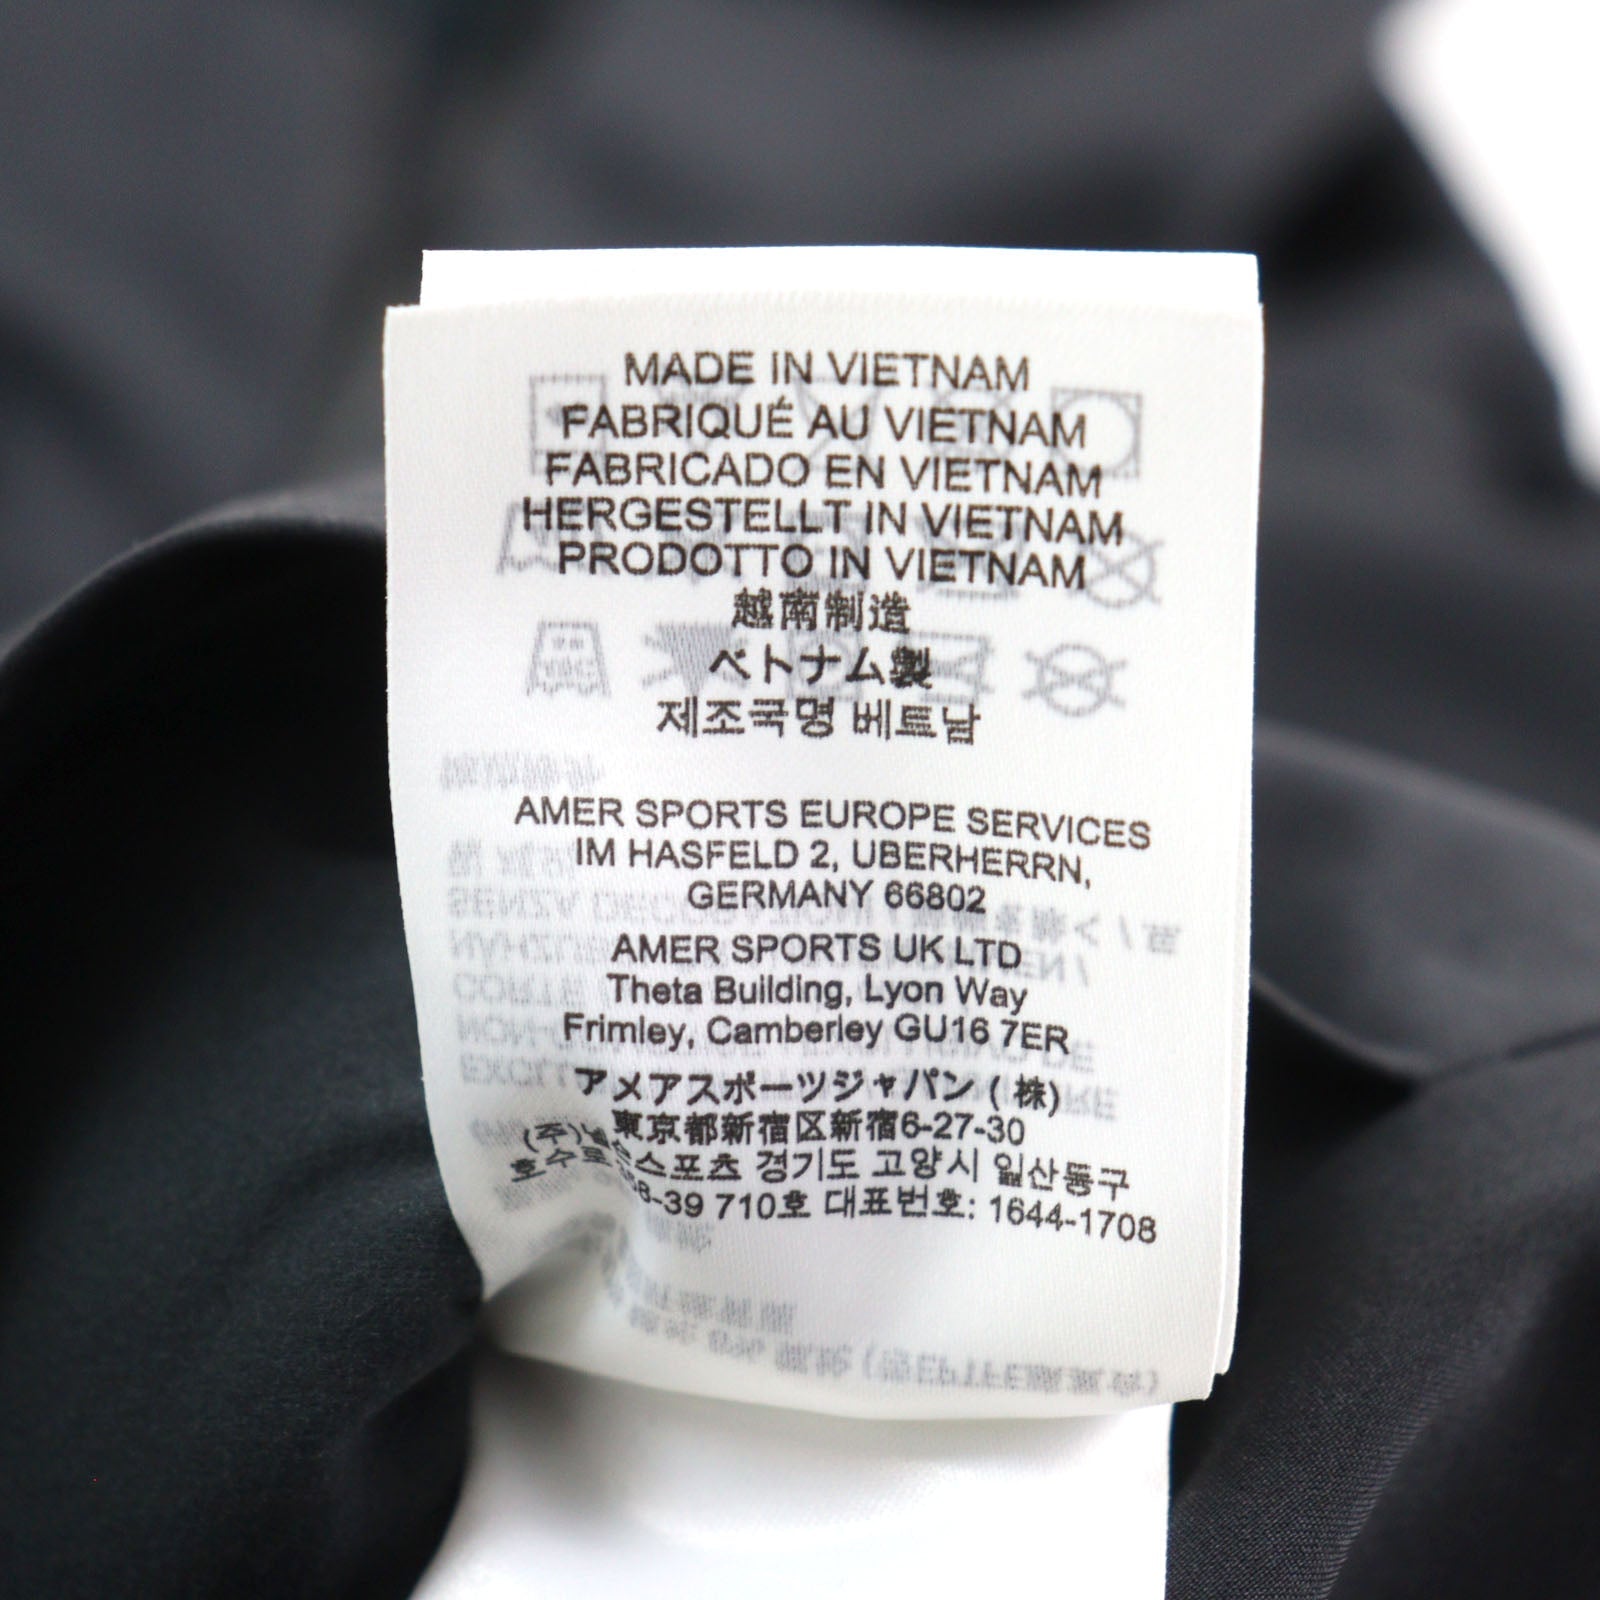 MADE IN VIETNAM
FABRIQUÉ AU VIETNAM
FABRICADO EN VIETNAM
HERGESTELLT IN VIETNAM
PRODOTTO IN VIETNAM
越南制造
ベトナム製
제조국명 베트남
AMER SPORTS EUROPE SERVICES
IM HASFELD 2, UBERHERRN,
GERMANY 66802
AMER SPORTS UK LTD
Theta Building, Lyon Way
Frimley, Camberley GU16 7ER
アメアスポーツジャパン (株)
東京都新宿区新宿6-27-30
(주) 경기도 고양시 일산동구
710호 대표번호: 1644-1708